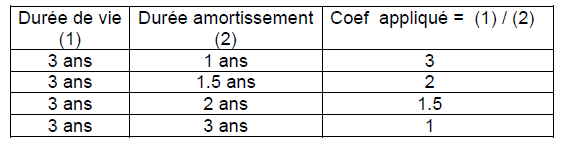 Durée de vie Durée amortissement Coef appliqué = (1) / (2)
(1) (2)
3 ans 1 ans 3
3 ans 1.5 ans 2
3 ans 2 ans 1.5
3 ans 3 ans 1